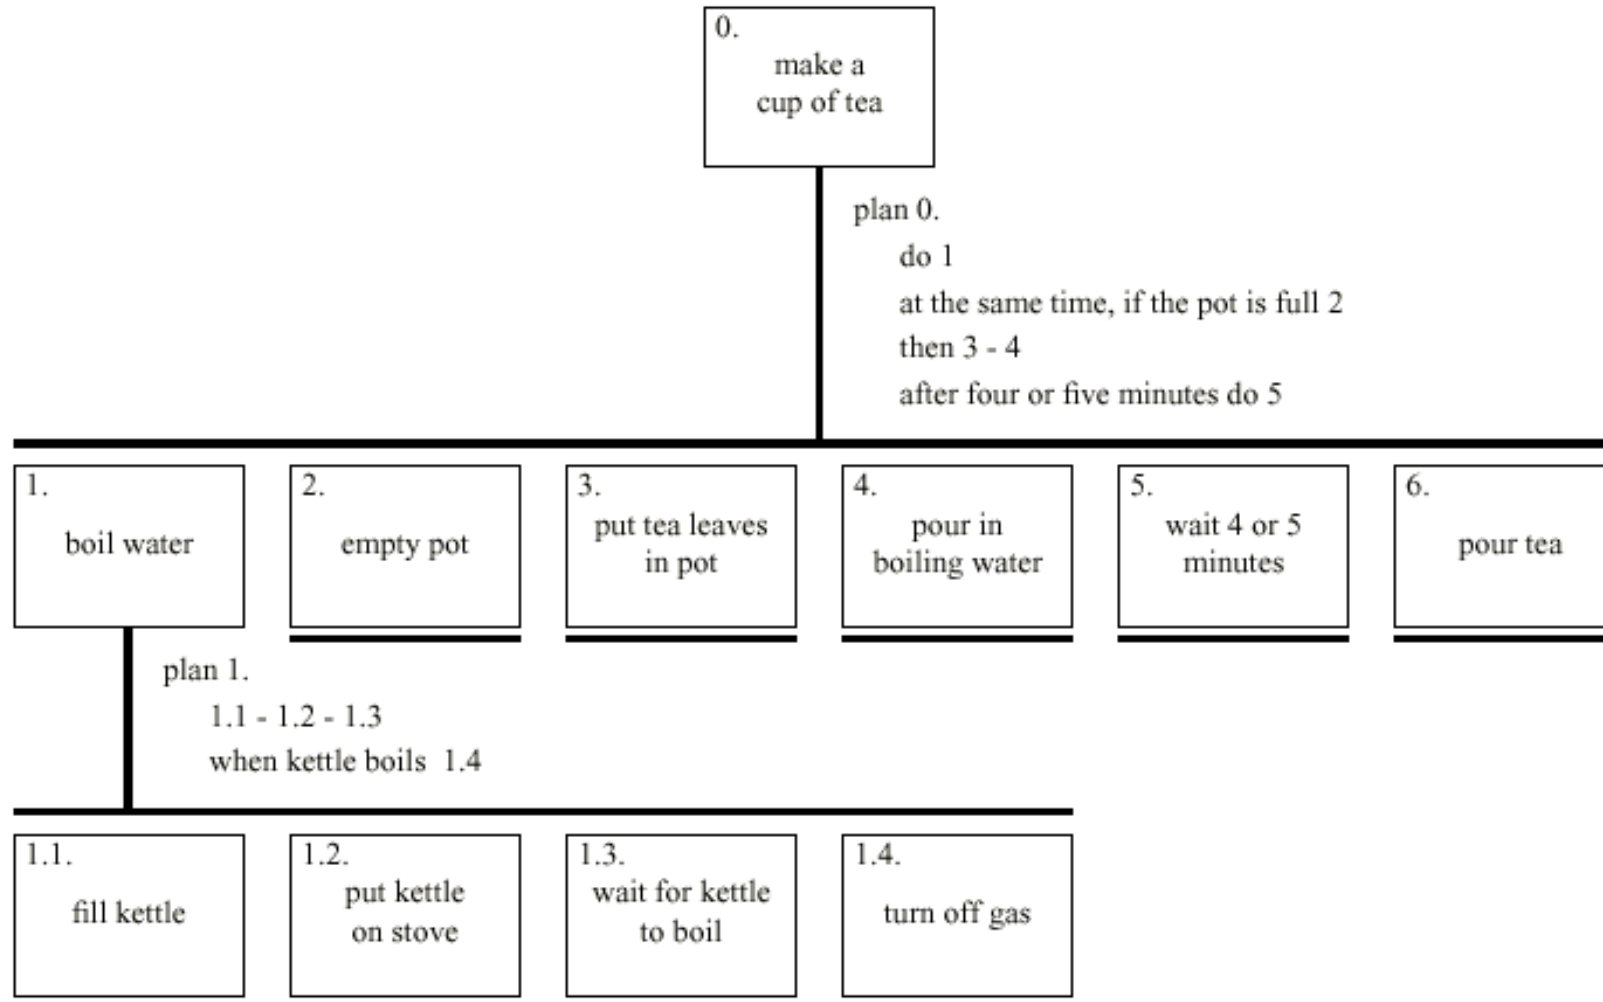 0.
make a
cup of tea
plan 0.
do 1
at the same time, if the pot is full 2
then 3 - 4
after four or five minutes do 5
1.
boil water
2.
empty pot
3.
put tea leaves
in pot
4.
pour in
boiling water
5.
wait 4 or 5
minutes
6.
pour tea
plan 1.
1.1 - 1.2 - 1.3
when kettle boils 1.4
1.1.
fill kettle
1.2.
put kettle
on stove
1.3.
wait for kettle
to boil
1.4.
turn off gas